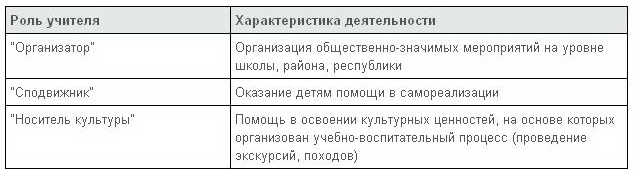 Роль учителя Характеристика деятельности
"Организатор" Организация общественно-значимых мероприятий на уровне
школы, района, республики
"Сподвижник" Оказание детям помощи в самореализации
"Носитель культуры" Помощь в освоении культурных ценностей, на основе которых
организован учебно-воспитательный процесс (проведение
экскурсий, походов)